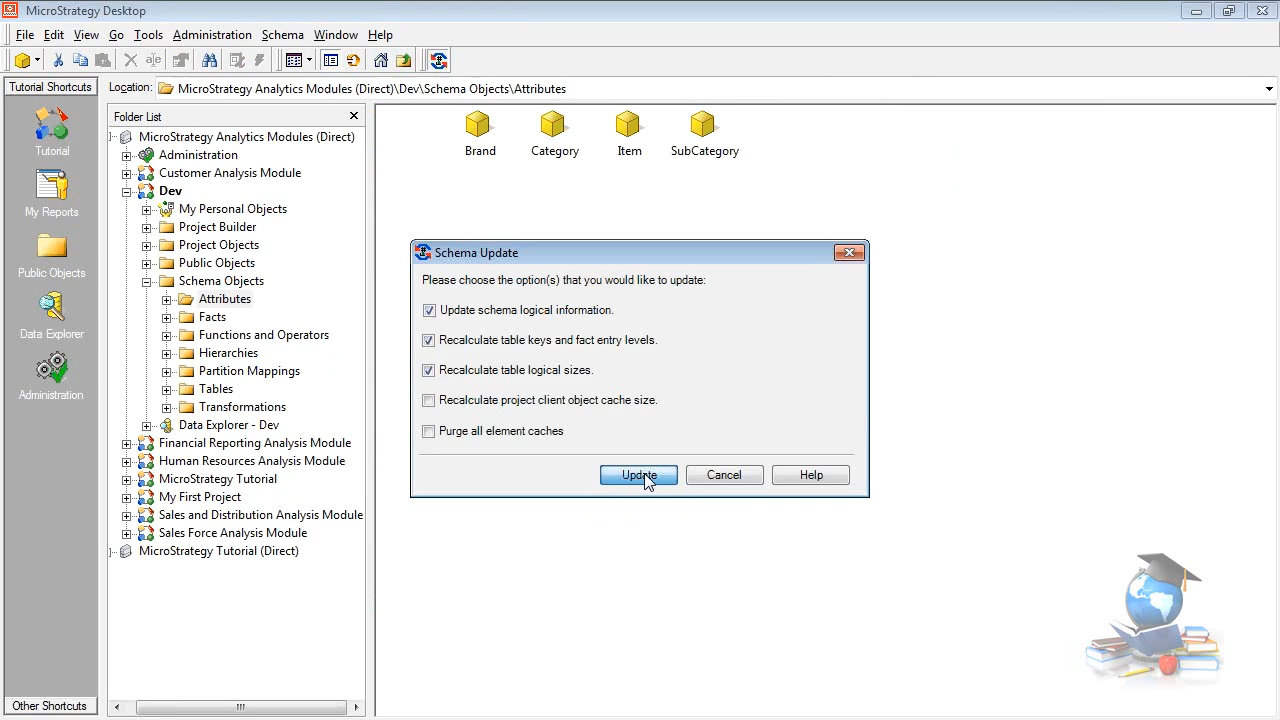 MicroStrategy Desktop
File Edit View Go Tools Administration Schema Window Help
Tutorial Shortcuts
Location: MicroStrategy Analytics Modules (Direct)\Dev\Schema Objects\Attributes
Tutorial
My Reports
Public Objects
Data Explorer
Administration
Other Shortcuts
Folder List
MicroStrategy Analytics Modules (Direct)
Administration
Customer Analysis Module
Dev
My Personal Objects
Project Builder
Project Objects
Public Objects
Schema Objects
Attributes
Facts
Functions and Operators
Hierarchies
Partition Mappings
Tables
Transformations
Data Explorer - Dev
Financial Reporting Analysis Module
Human Resources Analysis Module
MicroStrategy Tutorial
My First Project
Sales and Distribution Analysis Module
Sales Force Analysis Module
MicroStrategy Tutorial (Direct)
Brand Category Item SubCategory
Schema Update
Please choose the option(s) that you would like to update:
Update schema logical information.
Recalculate table keys and fact entry levels.
Recalculate table logical sizes.
Recalculate project client object cache size.
Purge all element caches
Update Cancel Help